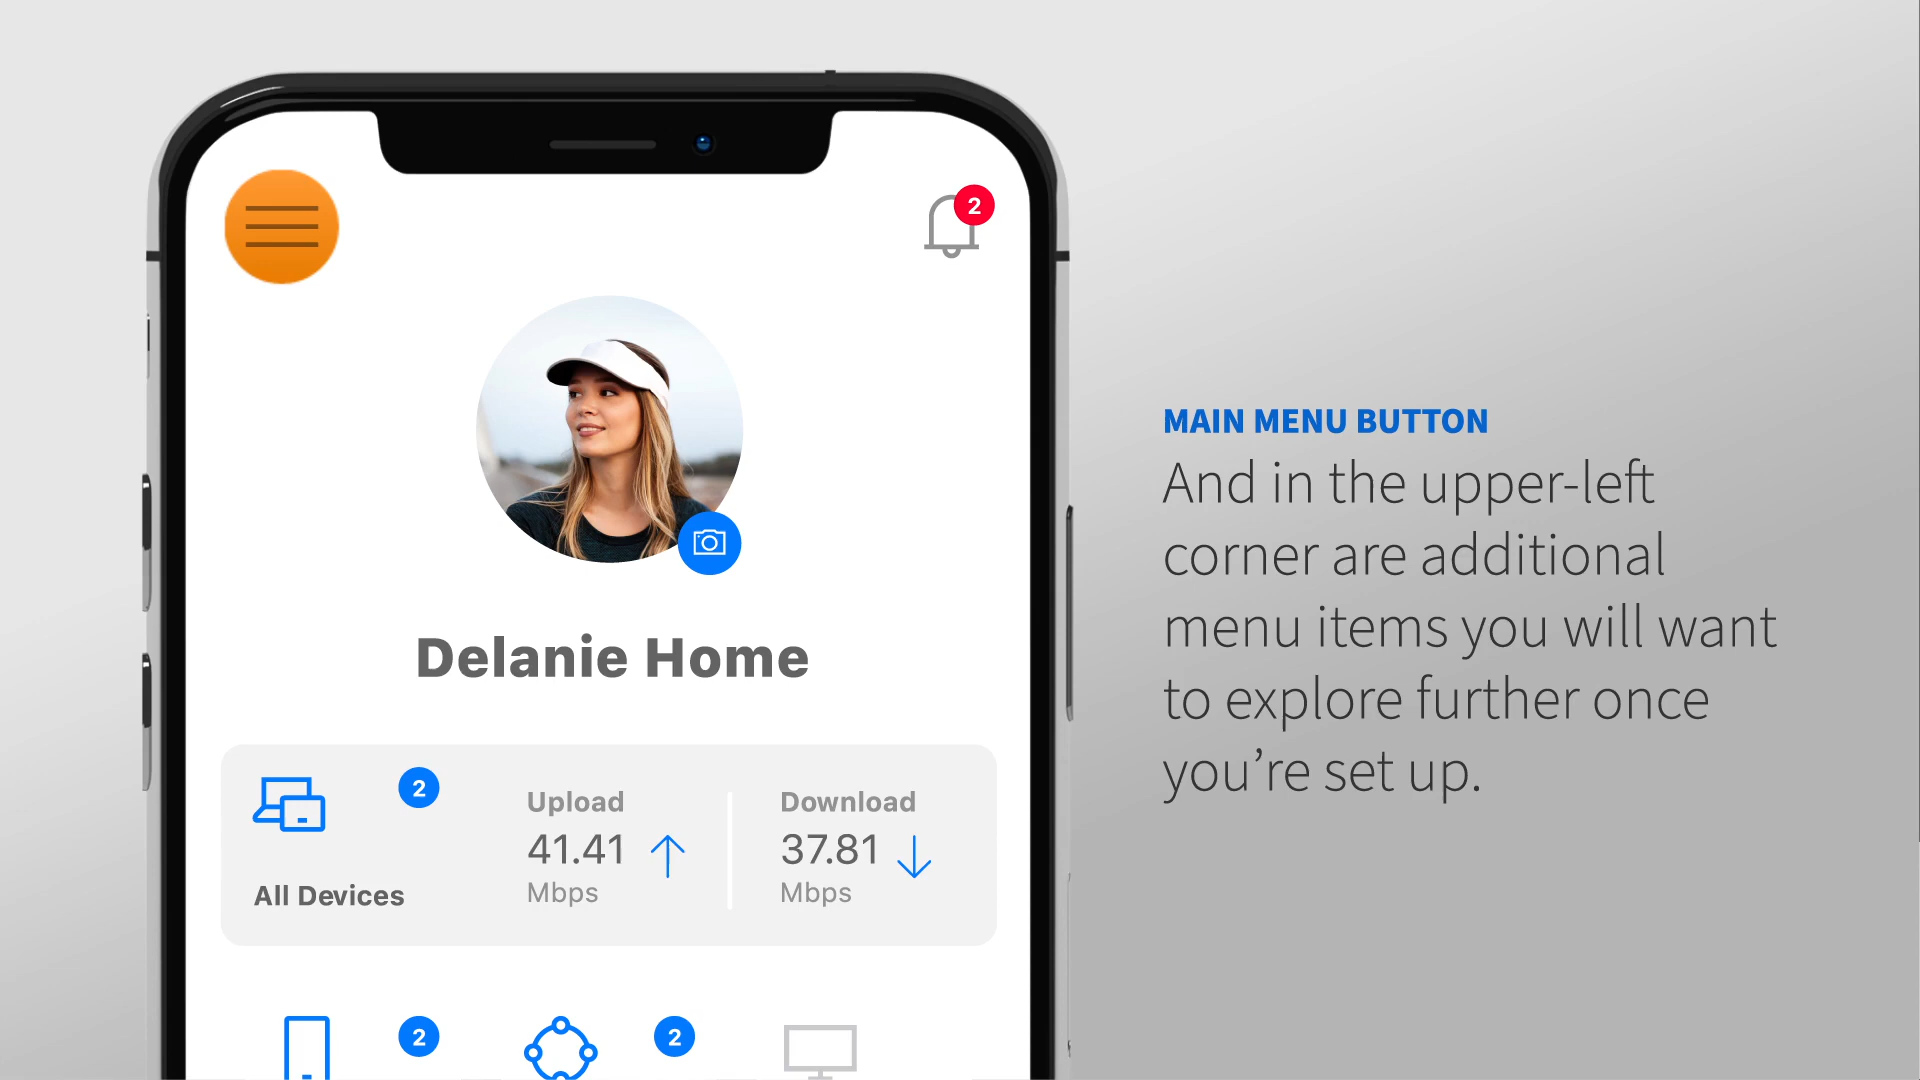 2
Delanie Home
2
Upload
Download
41.41
37.81
Mbps
Mbps
All Devices
2
2
MAIN MENU BUTTON
And in the upper-left
corner are additional
menu items you will want
to explore further once
you’re set up.